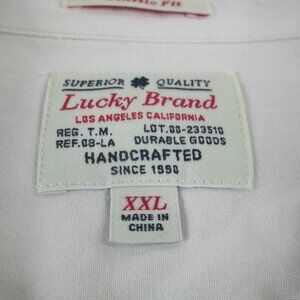 Fit
SUPERIOR QUALITY
Lucky Brand
LOS ANGELES CALIFORNIA
REG. T.M. LOT.00-233510
REF.08-LA DURABLE GOODS
HANDCRAFTED
SINCE 1990
XXL
MADE IN
CHINA